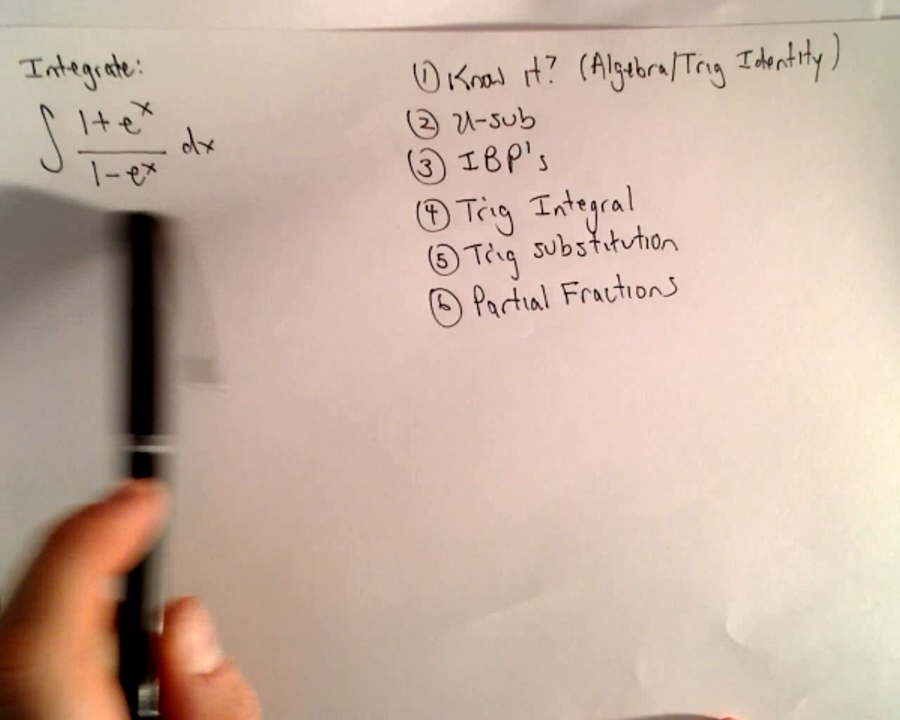 Integrate:
∫ (1+e^x)/(1-e^x) dx
① Know it? (Algebra/Trig Identity)
② U-sub
③ IBP's
④ Trig Integral
⑤ Trig substitution
⑥ Partial Fractions